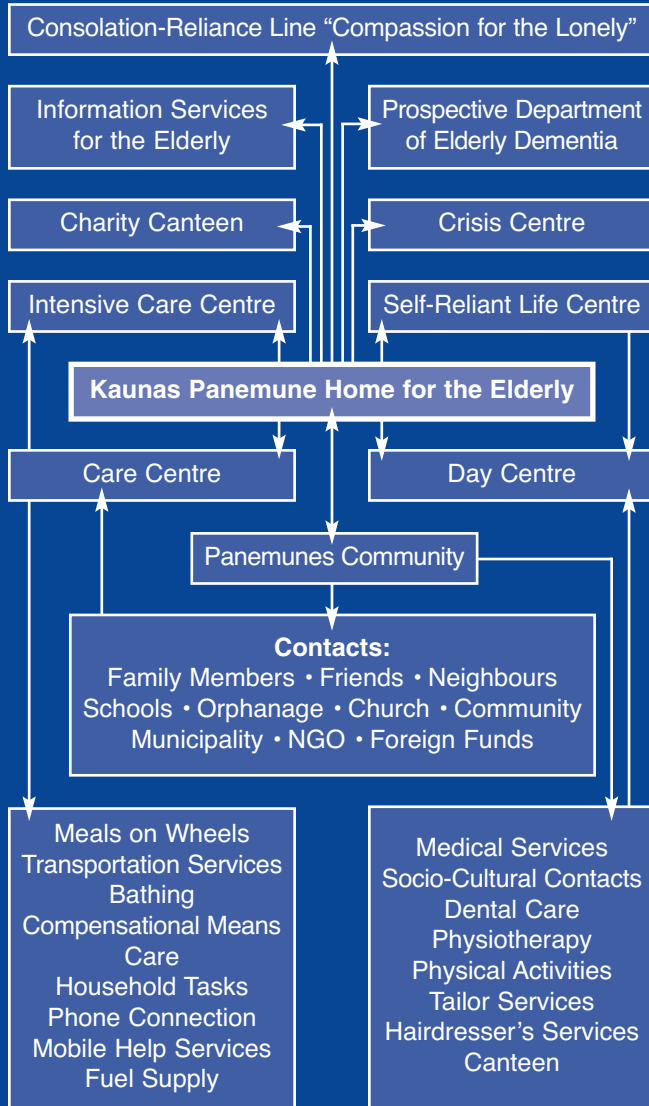 Consolation-Reliance Line “Compassion for the Lonely”
Information Services
for the Elderly
Prospective Department
of Elderly Dementia
Charity Canteen
Crisis Centre
Intensive Care Centre
Self-Reliant Life Centre
Kaunas Panemune Home for the Elderly
Care Centre
Day Centre
Panemunes Community
Contacts:
Family Members • Friends • Neighbours
Schools • Orphanage • Church • Community
Municipality • NGO • Foreign Funds
Meals on Wheels
Transportation Services
Bathing
Compensational Means
Care
Household Tasks
Phone Connection
Mobile Help Services
Fuel Supply
Medical Services
Socio-Cultural Contacts
Dental Care
Physiotherapy
Physical Activities
Tailor Services
Hairdresser’s Services
Canteen